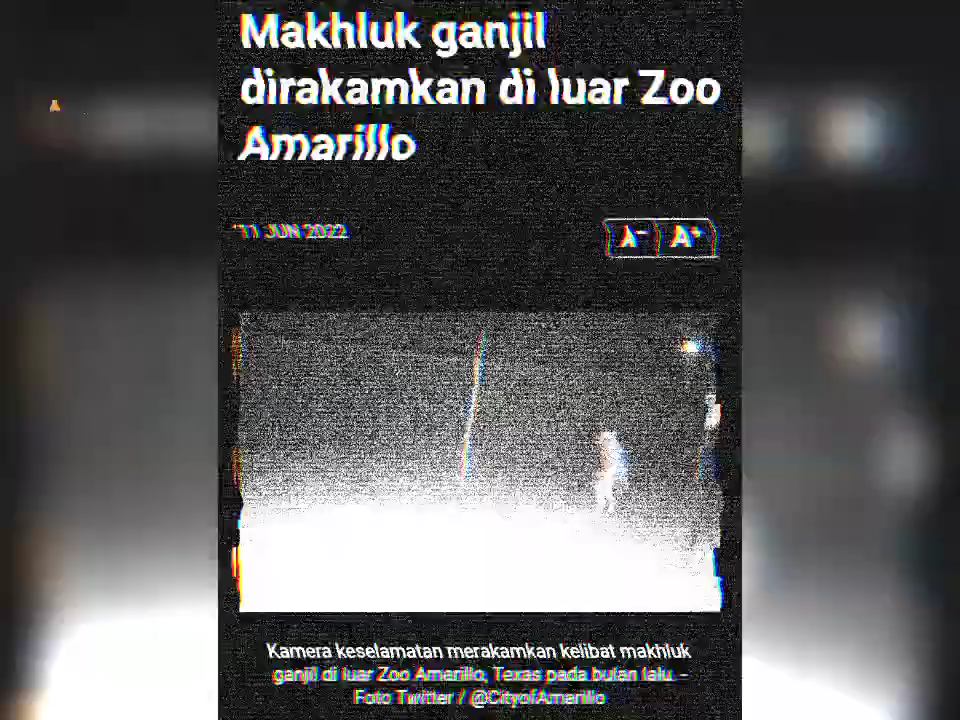 Makhluk ganjil
dirakamkan di luar Zoo
Amarillo
11 JUN 2022
A- A+
Kamera keselamatan merakamkan kelibat makhluk
ganjil di luar Zoo Amarillo, Texas pada bulan lalu. –
Foto Twitter / @CityofAmarillo